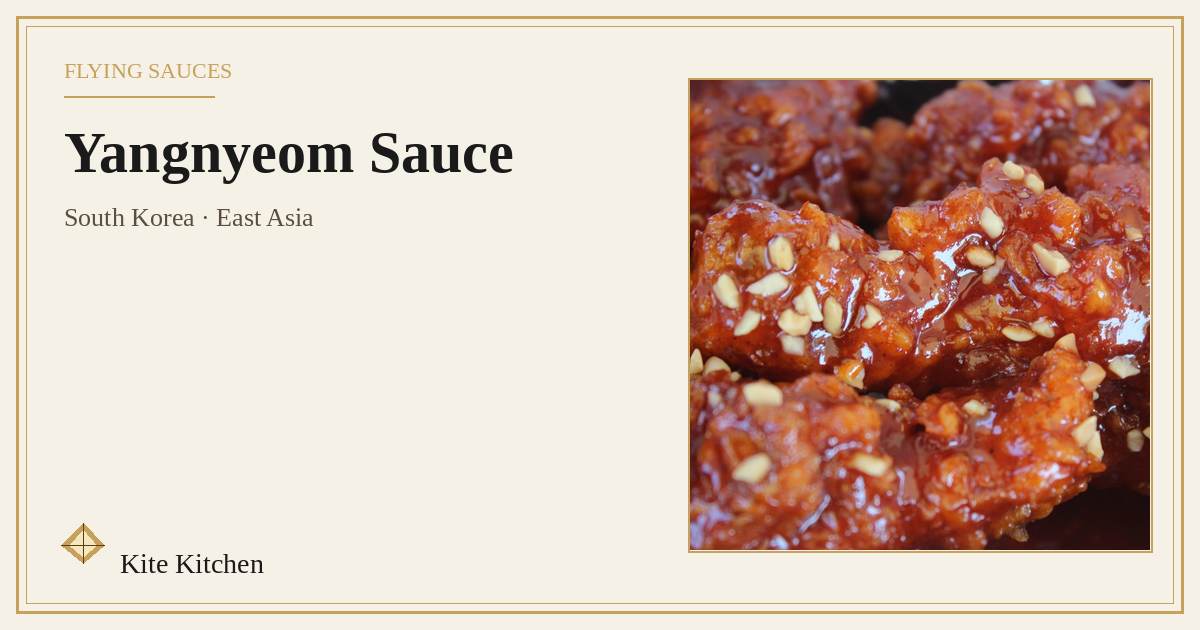 FLYING SAUCES
Yangnyeom Sauce
South Korea · East Asia
Kite Kitchen